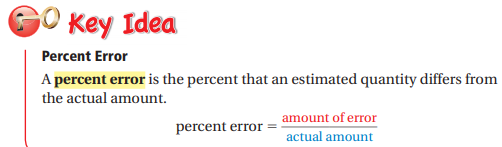 Key Idea
Percent Error
A percent error is the percent that an estimated quantity differs from
the actual amount.
percent error = amount of error / actual amount